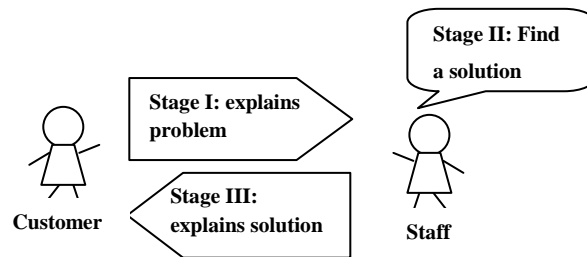 Stage I: explains
problem
Stage II: Find
a solution
Stage III:
explains solution
Customer
Staff